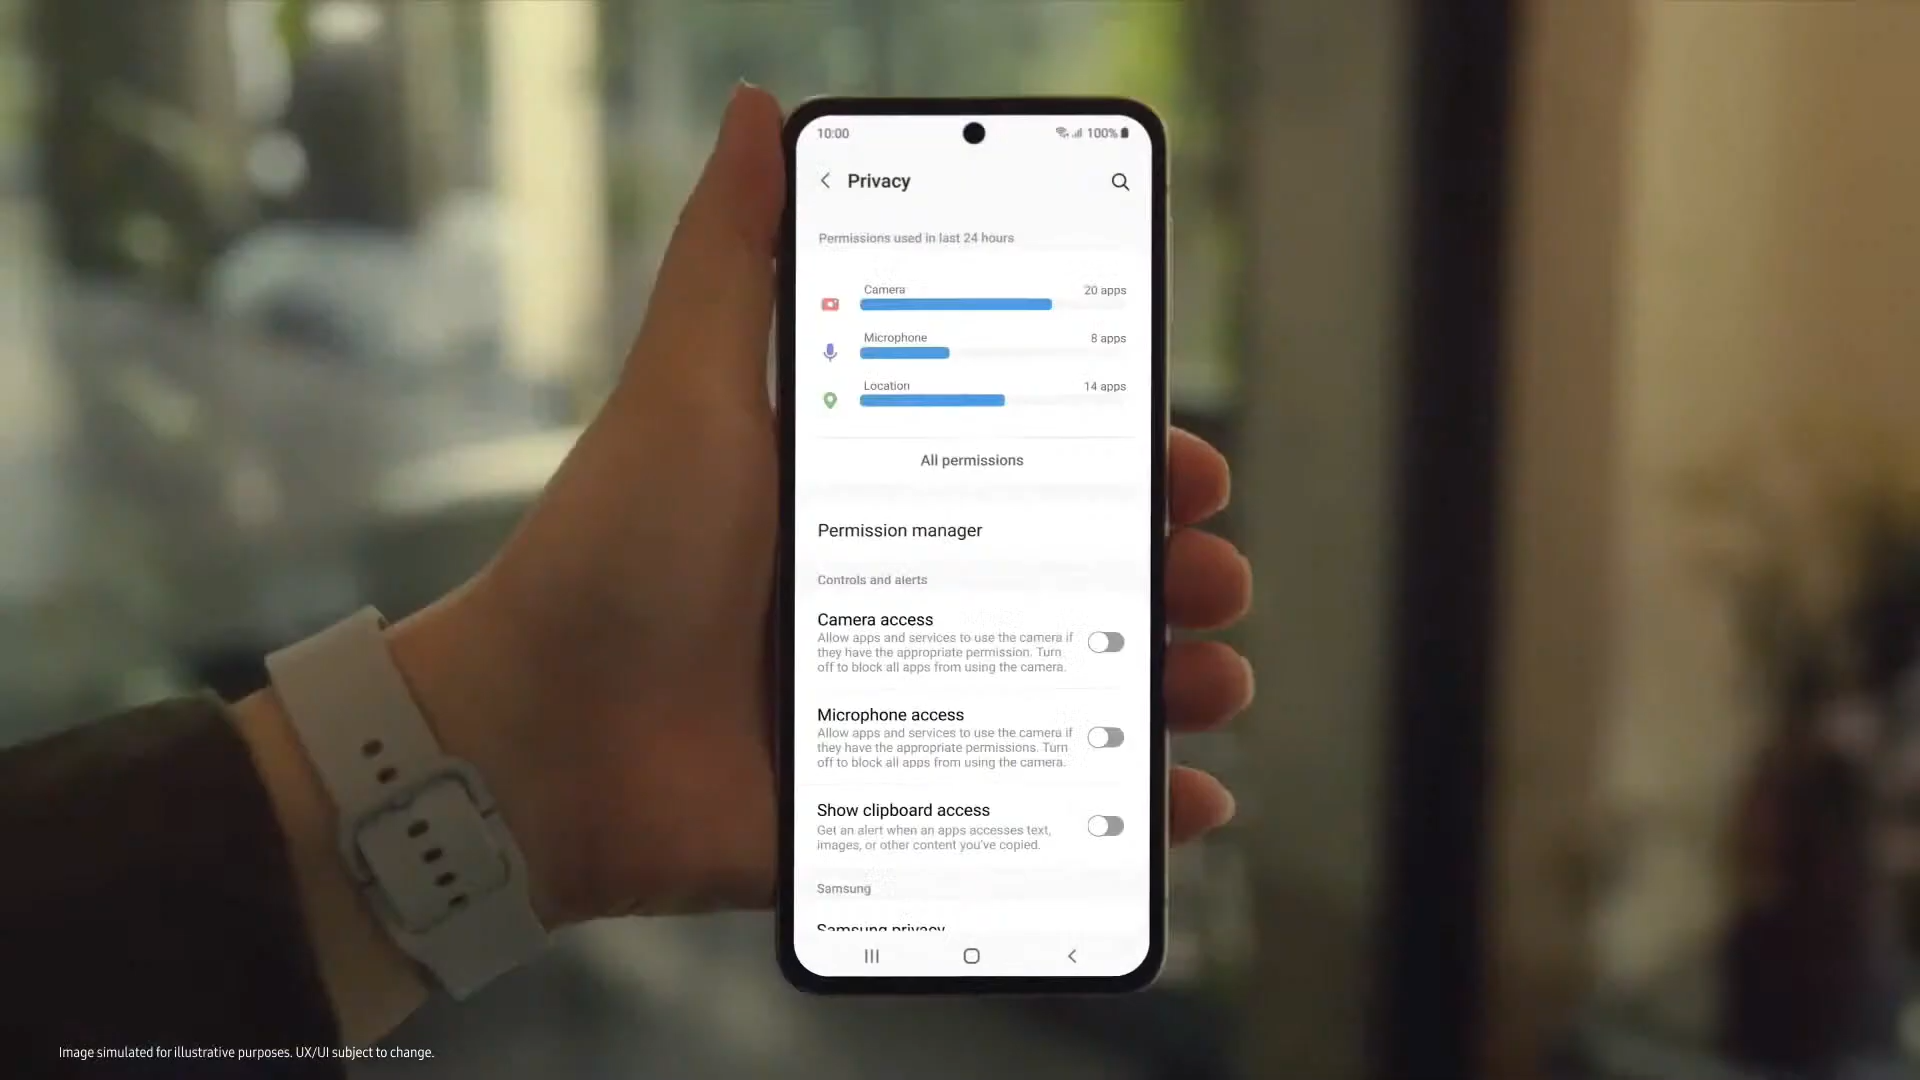 10:00
100%
Privacy
Permissions used in last 24 hours
Camera
20 apps
Microphone
8 apps
Location
14 apps
All permissions
Permission manager
Controls and alerts
Camera access
Allow apps and services to use the camera if
they have the appropriate permission. Turn
off to block all apps from using the camera.
Microphone access
Allow apps and services to use the camera if
they have the appropriate permissions. Turn
off to block all apps from using the camera.
Show clipboard access
Get an alert when an apps accesses text,
images, or other content you've copied.
Samsung
Samsung privacy
Image simulated for illustrative purposes. UX/UI subject to change.